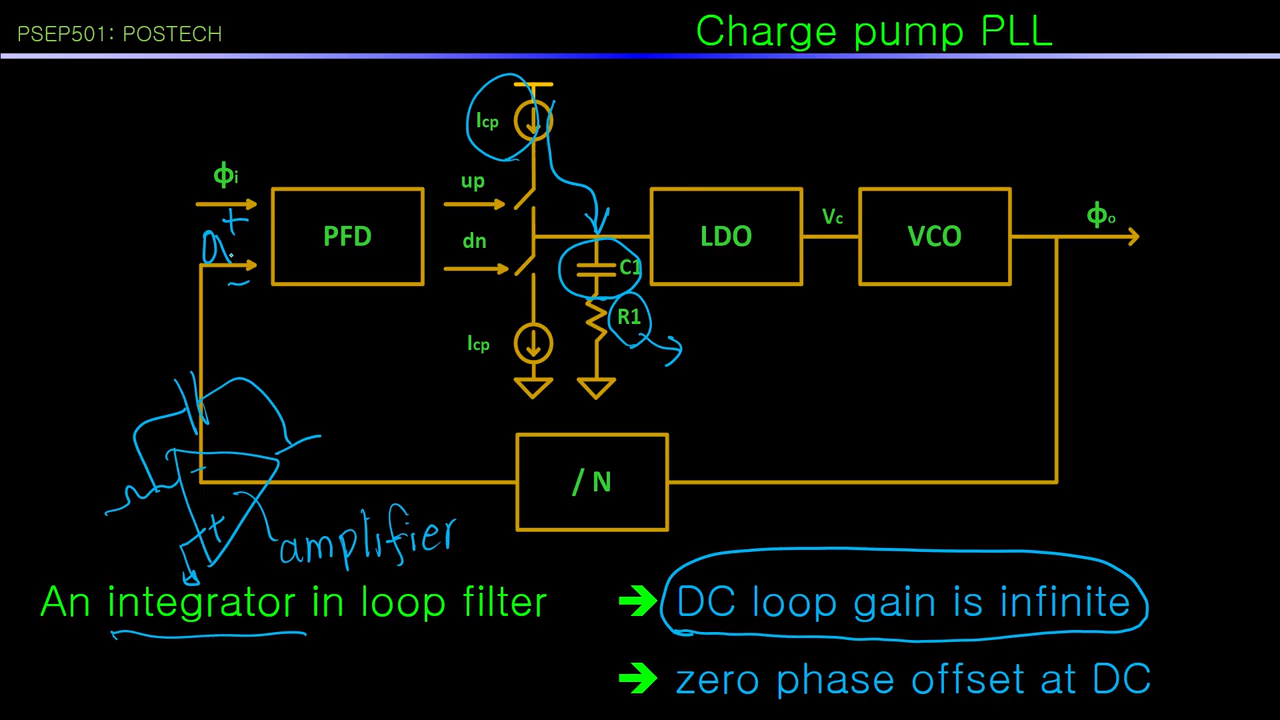 PSEP501: POSTECH
Charge pump PLL
Icp
ϕi
up
+
PFD
dn
LDO
Vc
VCO
ϕo
C1
−
R1
Icp
/ N
−
+
amplifier
An integrator in loop filter
➔ DC loop gain is infinite
➔ zero phase offset at DC